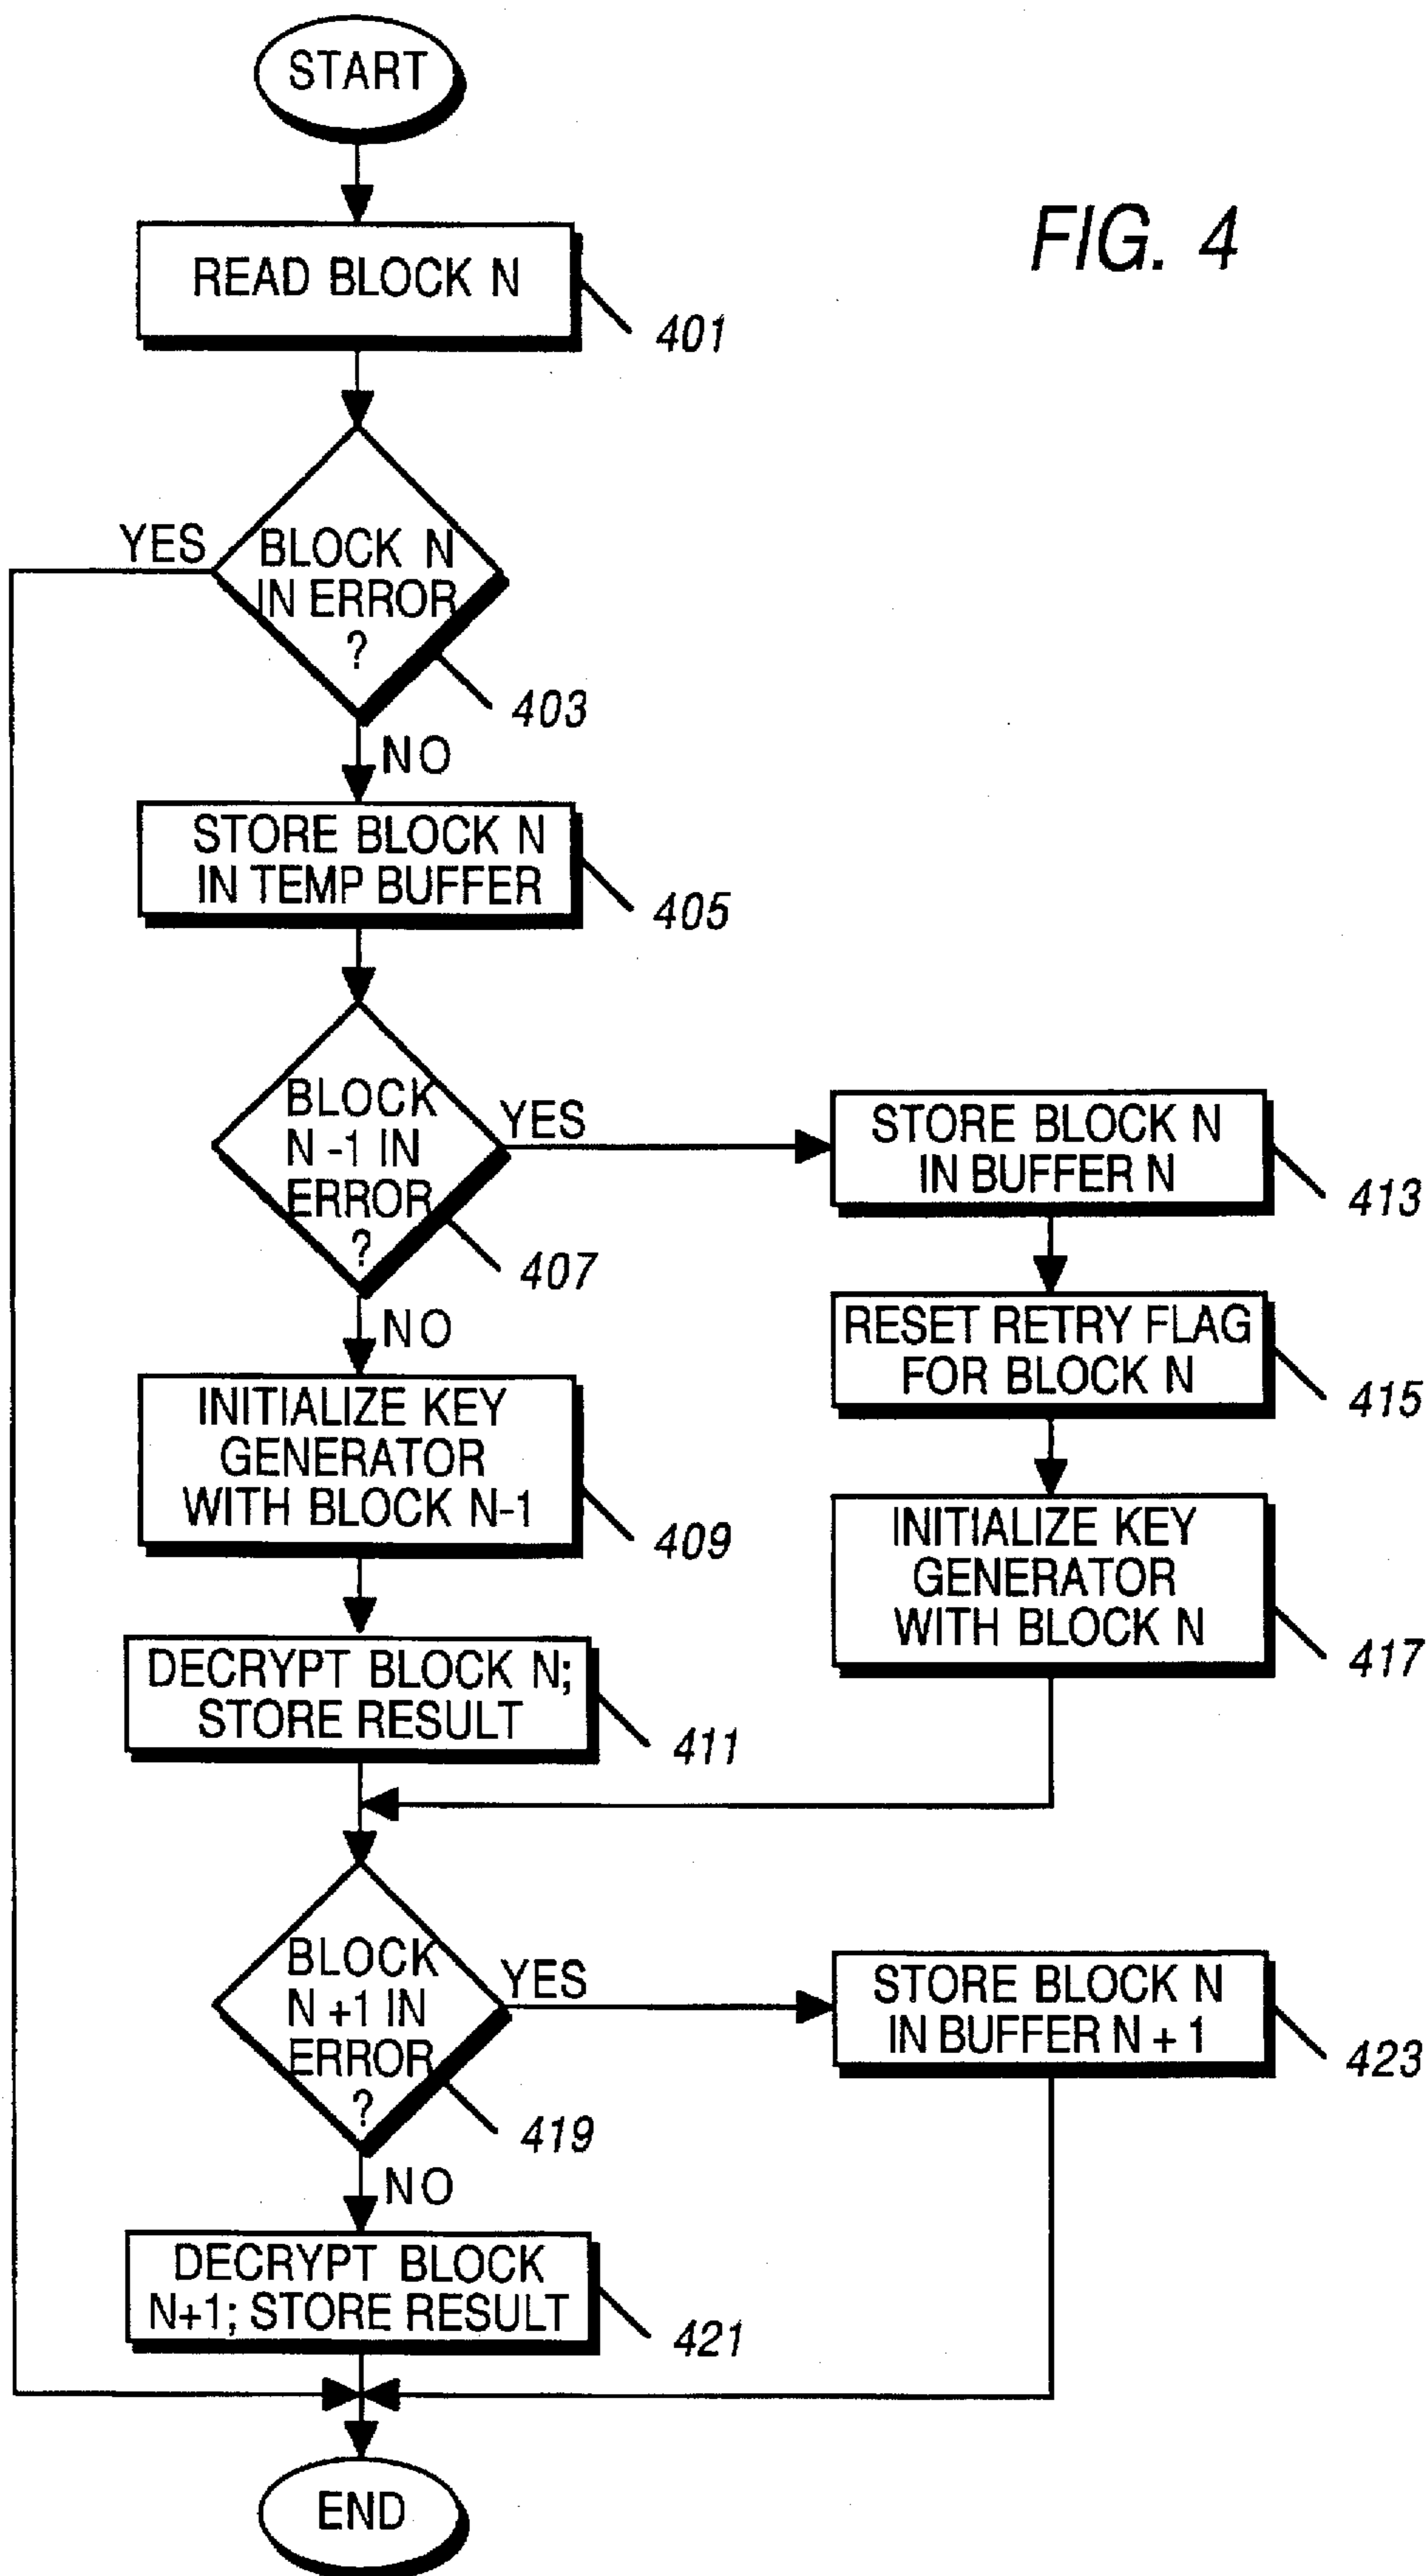 START
FIG. 4
READ BLOCK N
401
YES
BLOCK N
IN ERROR
?
403
NO
STORE BLOCK N
IN TEMP BUFFER
405
BLOCK
N -1 IN
ERROR
?
YES
407
STORE BLOCK N
IN BUFFER N
413
NO
RESET RETRY FLAG
FOR BLOCK N
415
INITIALIZE KEY
GENERATOR
WITH BLOCK N-1
409
INITIALIZE KEY
GENERATOR
WITH BLOCK N
417
DECRYPT BLOCK N;
STORE RESULT
411
BLOCK
N +1 IN
ERROR
?
YES
419
STORE BLOCK N
IN BUFFER N + 1
423
NO
DECRYPT BLOCK
N+1; STORE RESULT
421
END